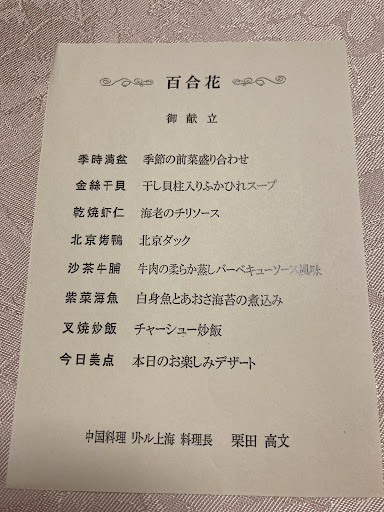 百合花
御献立
季時満盆 季節の前菜盛り合わせ
金絲干貝 干し貝柱入りふかひれスープ
乾焼虾仁 海老のチリソース
北京烤鴨 北京ダック
沙茶牛脯 牛肉の柔らか蒸しバーベキューソース風味
紫菜海魚 白身魚とあおさ海苔の煮込み
叉焼炒飯 チャーシュー炒飯
今日美点 本日のお楽しみデザート
中国料理 リトル上海 料理長 栗田 高文